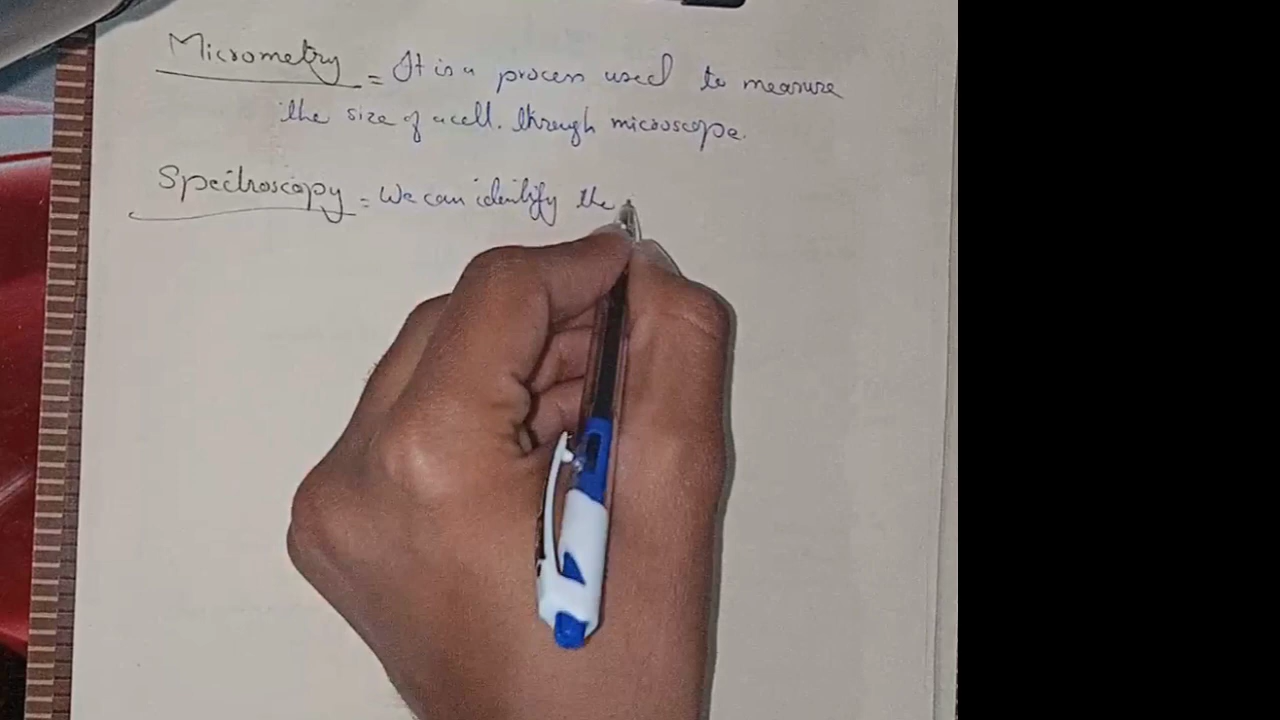 Micrometry = It is a process used to measure
the size of a cell. through microscope.
Spectroscopy = We can identify the